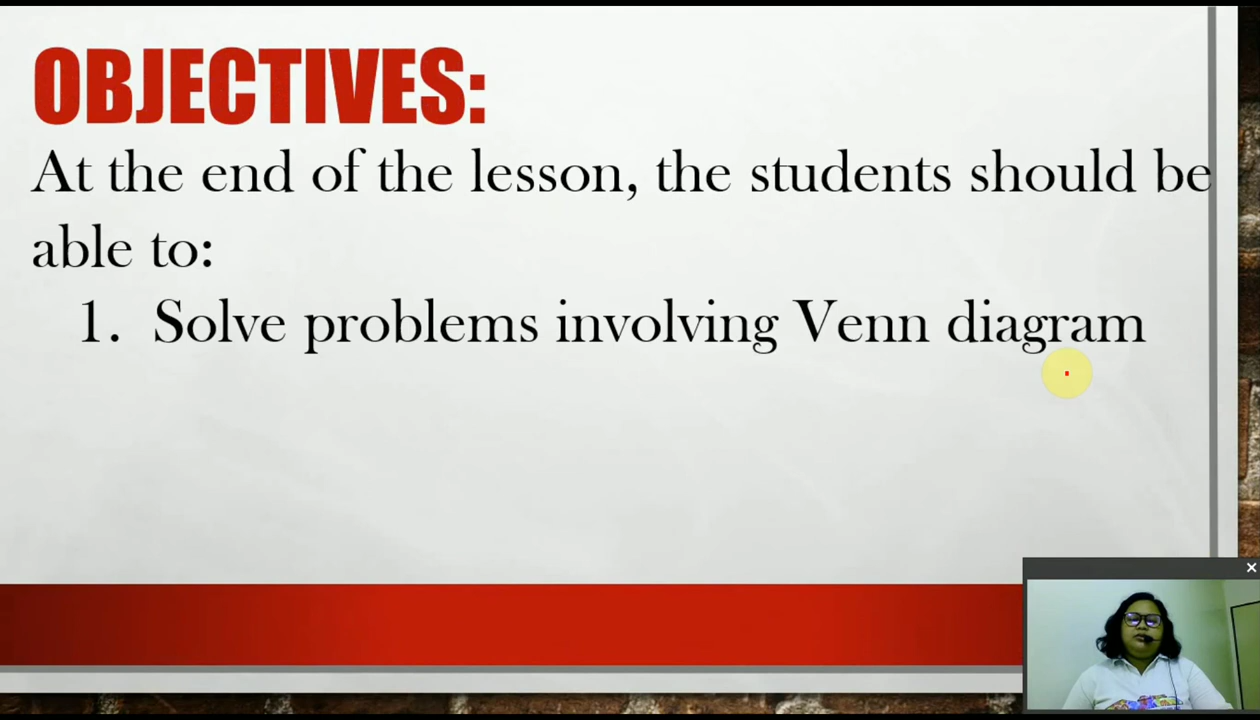 OBJECTIVES:
At the end of the lesson, the students should be
able to:
1. Solve problems involving Venn diagram